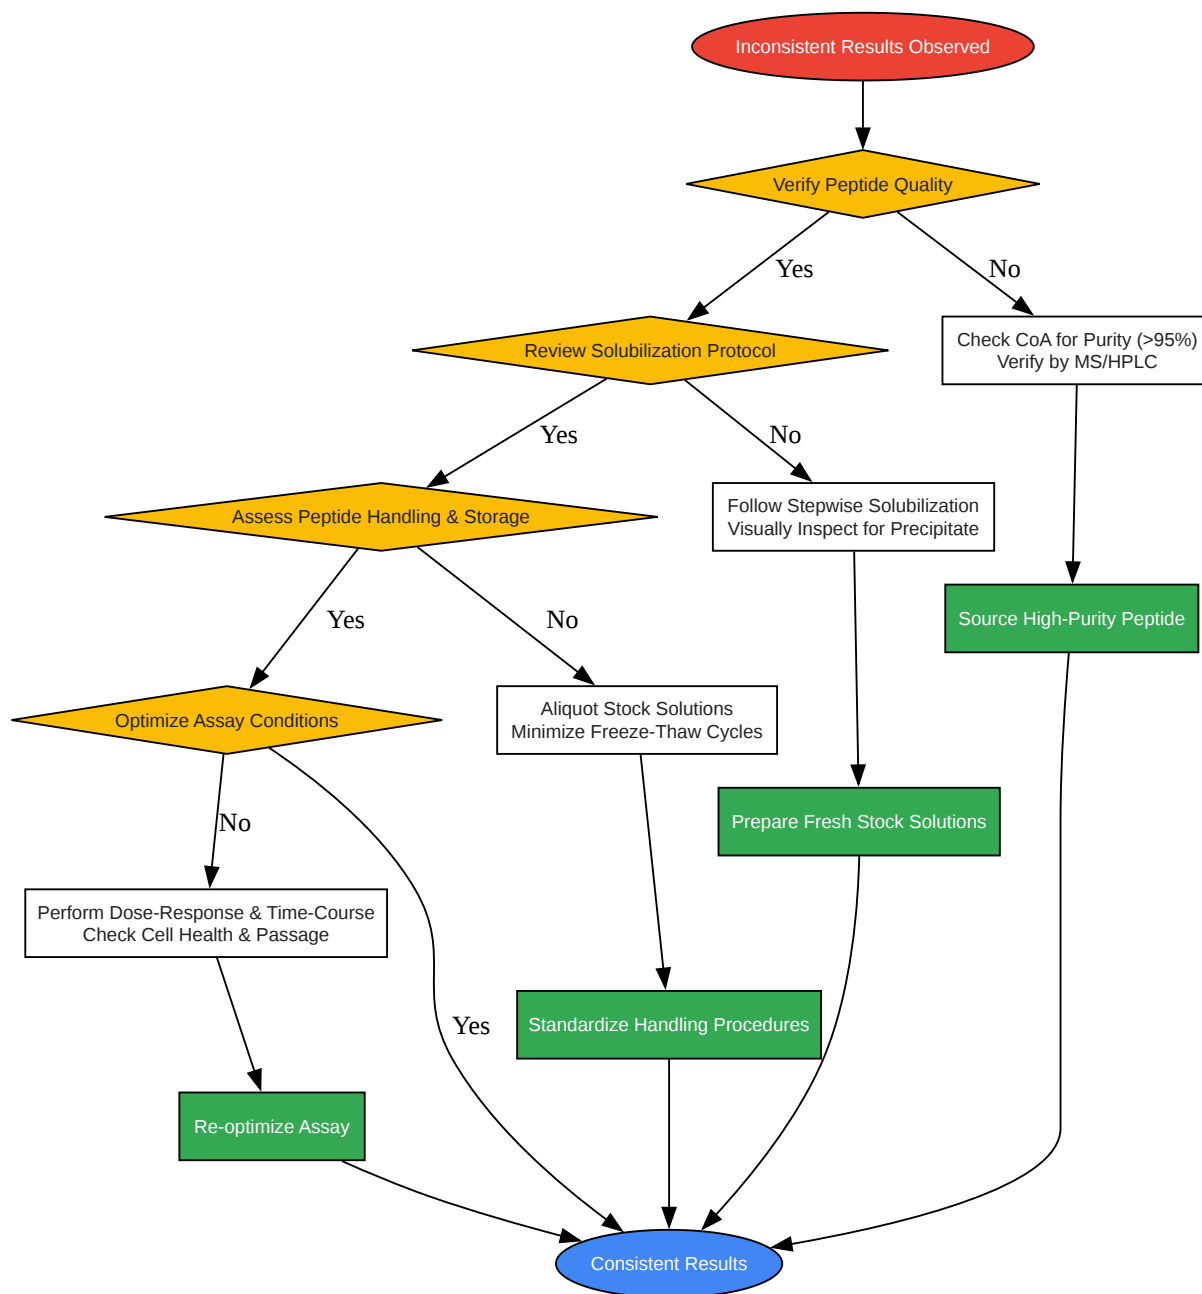 Inconsistent Results Observed
Verify Peptide Quality
Yes
No
Review Solubilization Protocol
Check CoA for Purity (>95%)
Verify by MS/HPLC
Yes
No
Assess Peptide Handling & Storage
Follow Stepwise Solubilization
Visually Inspect for Precipitate
Yes
No
Source High-Purity Peptide
Optimize Assay Conditions
Aliquot Stock Solutions
Minimize Freeze-Thaw Cycles
No
Prepare Fresh Stock Solutions
Perform Dose-Response & Time-Course
Check Cell Health & Passage
Yes
Standardize Handling Procedures
Re-optimize Assay
Consistent Results